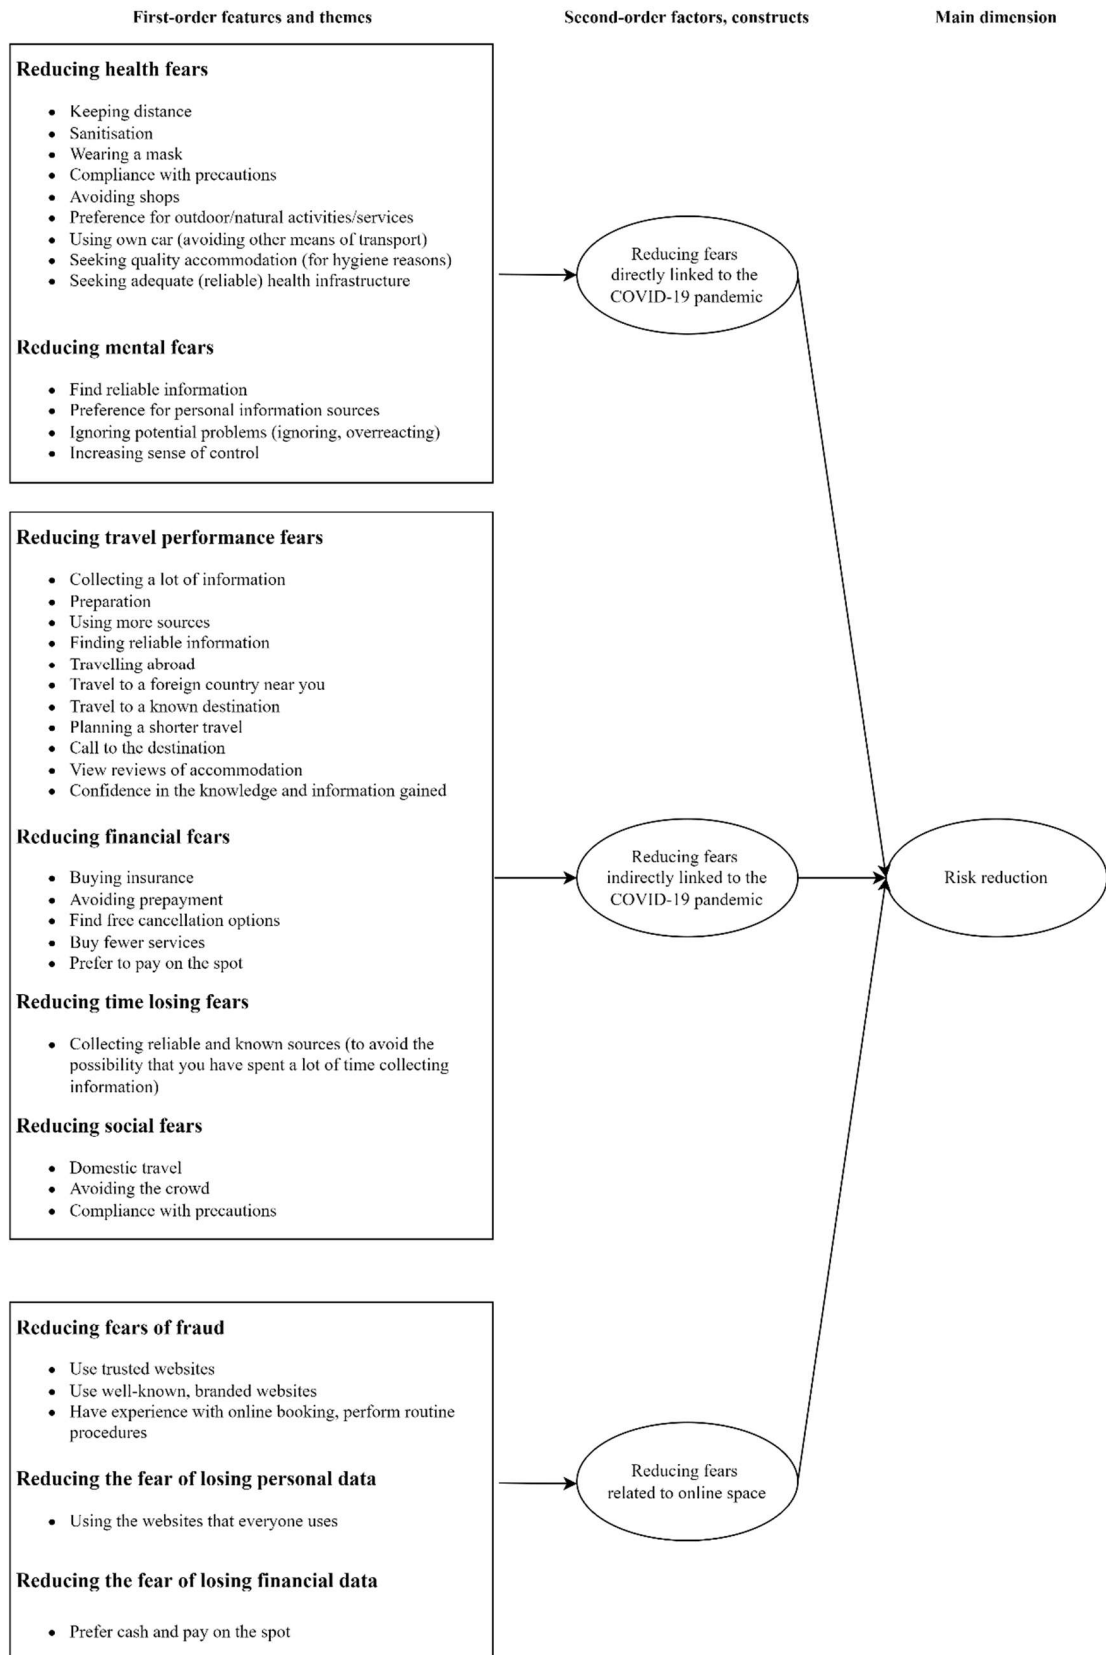 First-order features and themes
Second-order factors, constructs
Main dimension
Reducing health fears
• Keeping distance
• Sanitisation
• Wearing a mask
• Compliance with precautions
• Avoiding shops
• Preference for outdoor/natural activities/services
• Using own car (avoiding other means of transport)
• Seeking quality accommodation (for hygiene reasons)
• Seeking adequate (reliable) health infrastructure
Reducing mental fears
• Find reliable information
• Preference for personal information sources
• Ignoring potential problems (ignoring, overreacting)
• Increasing sense of control
Reducing fears
directly linked to the
COVID-19 pandemic
Reducing travel performance fears
• Collecting a lot of information
• Preparation
• Using more sources
• Finding reliable information
• Travelling abroad
• Travel to a foreign country near you
• Travel to a known destination
• Planning a shorter travel
• Call to the destination
• View reviews of accommodation
• Confidence in the knowledge and information gained
Reducing financial fears
• Buying insurance
• Avoiding prepayment
• Find free cancellation options
• Buy fewer services
• Prefer to pay on the spot
Reducing time losing fears
• Collecting reliable and known sources (to avoid the
possibility that you have spent a lot of time collecting
information)
Reducing social fears
• Domestic travel
• Avoiding the crowd
• Compliance with precautions
Reducing fears
indirectly linked to the
COVID-19 pandemic
Risk reduction
Reducing fears of fraud
• Use trusted websites
• Use well-known, branded websites
• Have experience with online booking, perform routine
procedures
Reducing the fear of losing personal data
• Using the websites that everyone uses
Reducing the fear of losing financial data
• Prefer cash and pay on the spot
Reducing fears
related to online space